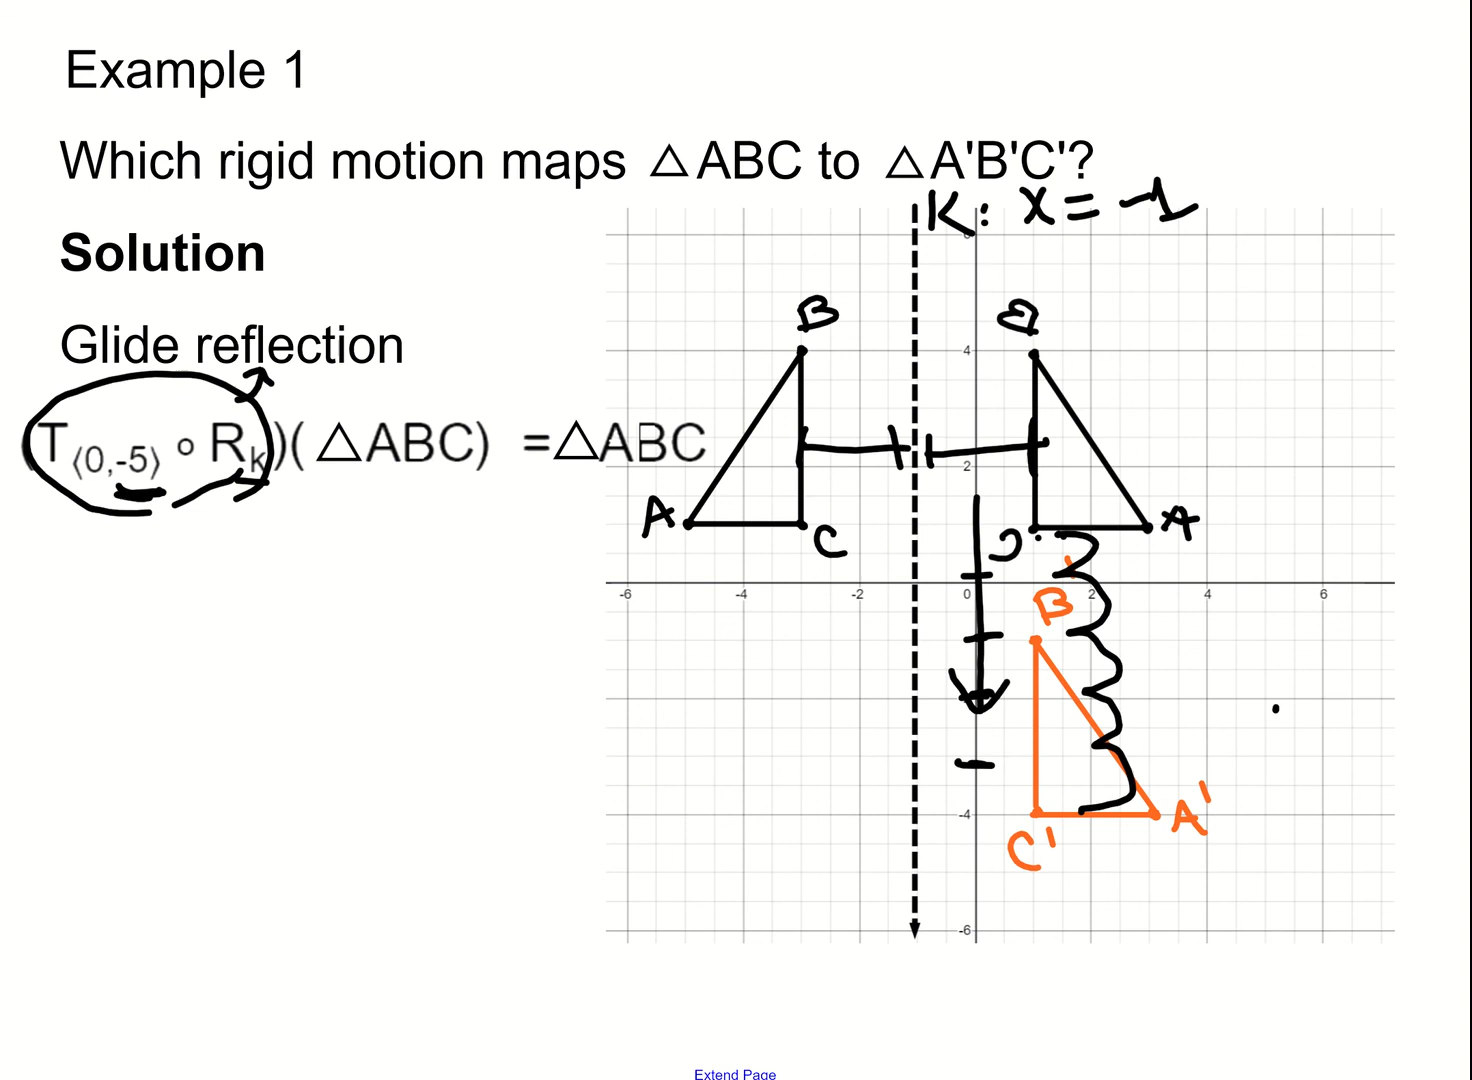 Example 1
Which rigid motion maps △ABC to △A'B'C'?
K: x = -1
Solution
Glide reflection
(T⟨0,-5⟩ ∘ Rk)(△ABC) =△ABC
B B
4
2
A C C A
-6 -4 -2 0 2 4 6
B'
-4
C' A'
-6
Extend Page